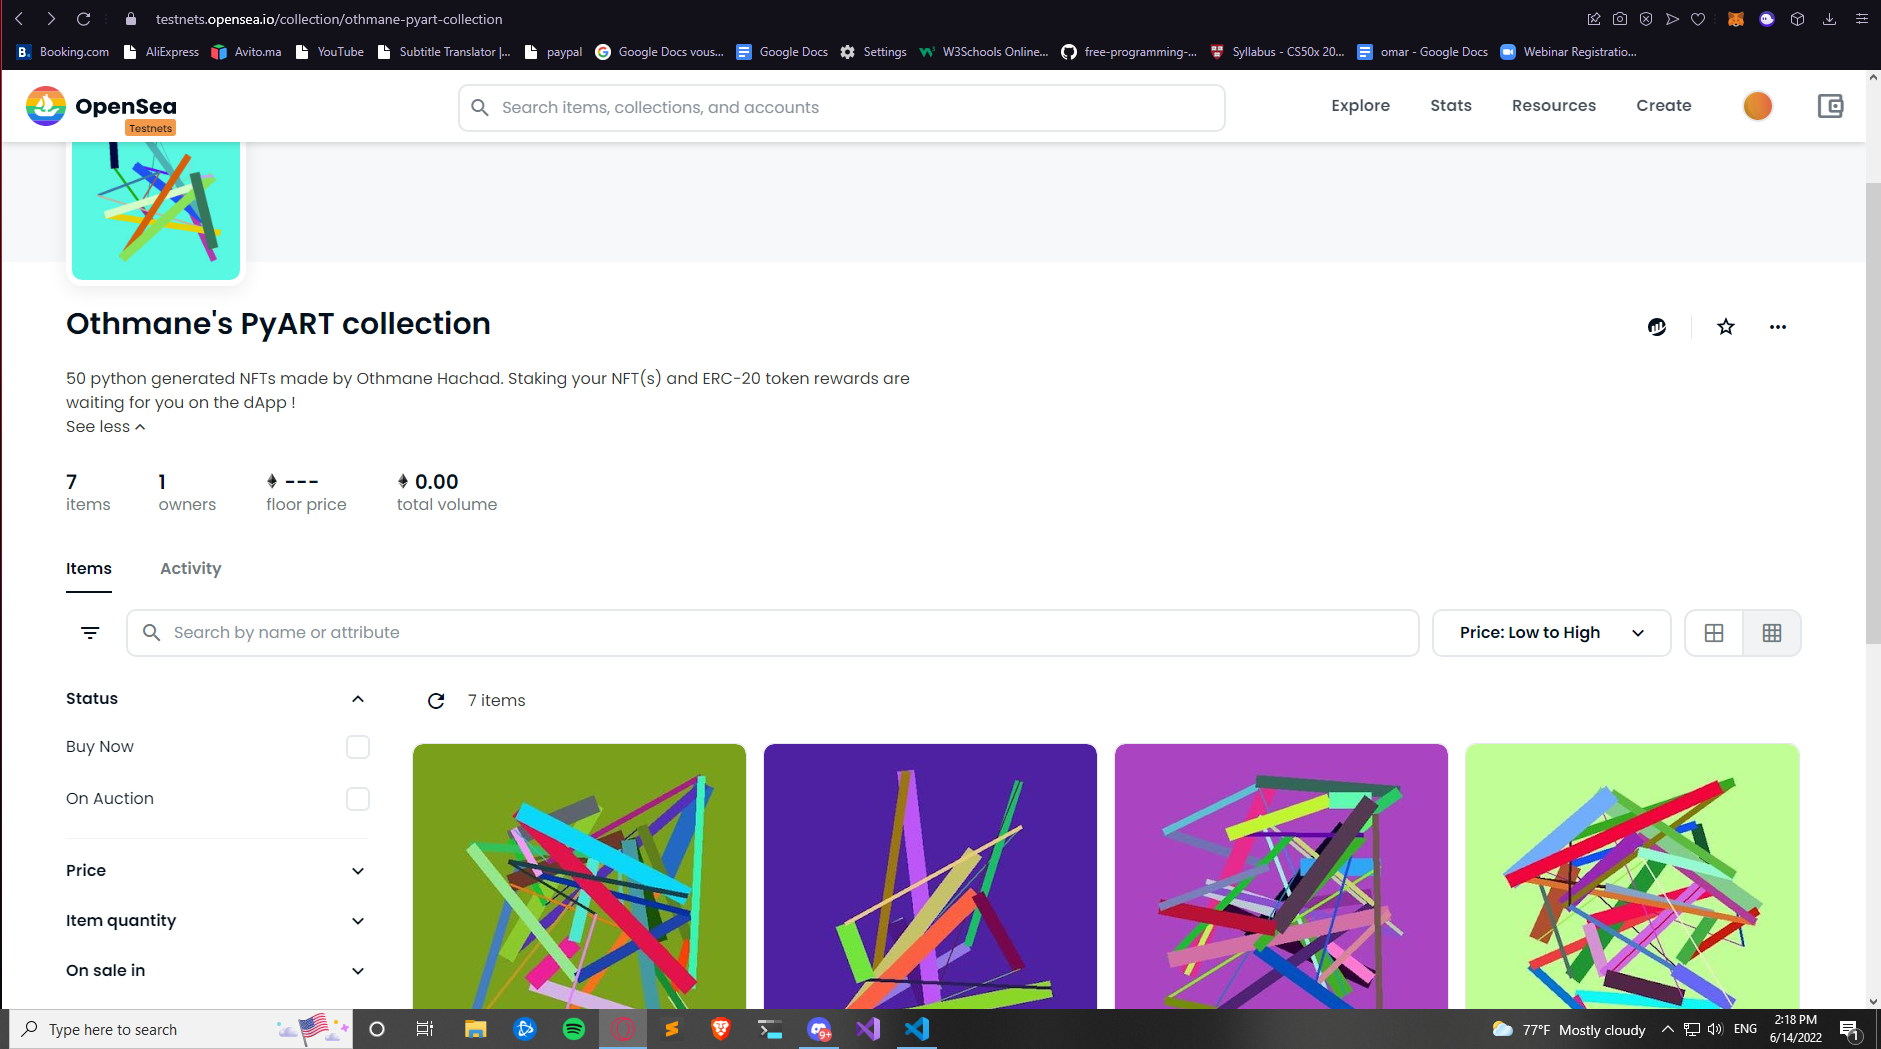 testnets.opensea.io/collection/othmane-pyart-collection
B. Booking.com AliExpress Avito.ma YouTube Subtitle Translator |... paypal Google Docs vous... Google Docs Settings W3Schools Online... free-programming-... Syllabus - CS50x 20... omar - Google Docs Webinar Registratio...
OpenSea
Testnets
Search items, collections, and accounts
Explore Stats Resources Create
Othmane's PyART collection
50 python generated NFTs made by Othmane Hachad. Staking your NFT(s) and ERC-20 token rewards are
waiting for you on the dApp !
See less
7 1 --- 0.00
items owners floor price total volume
Items Activity
Search by name or attribute
Price: Low to High
Status
7 items
Buy Now
On Auction
Price
Item quantity
On sale in
Type here to search
9+
77°F Mostly cloudy
ENG
2:18 PM
6/14/2022
1